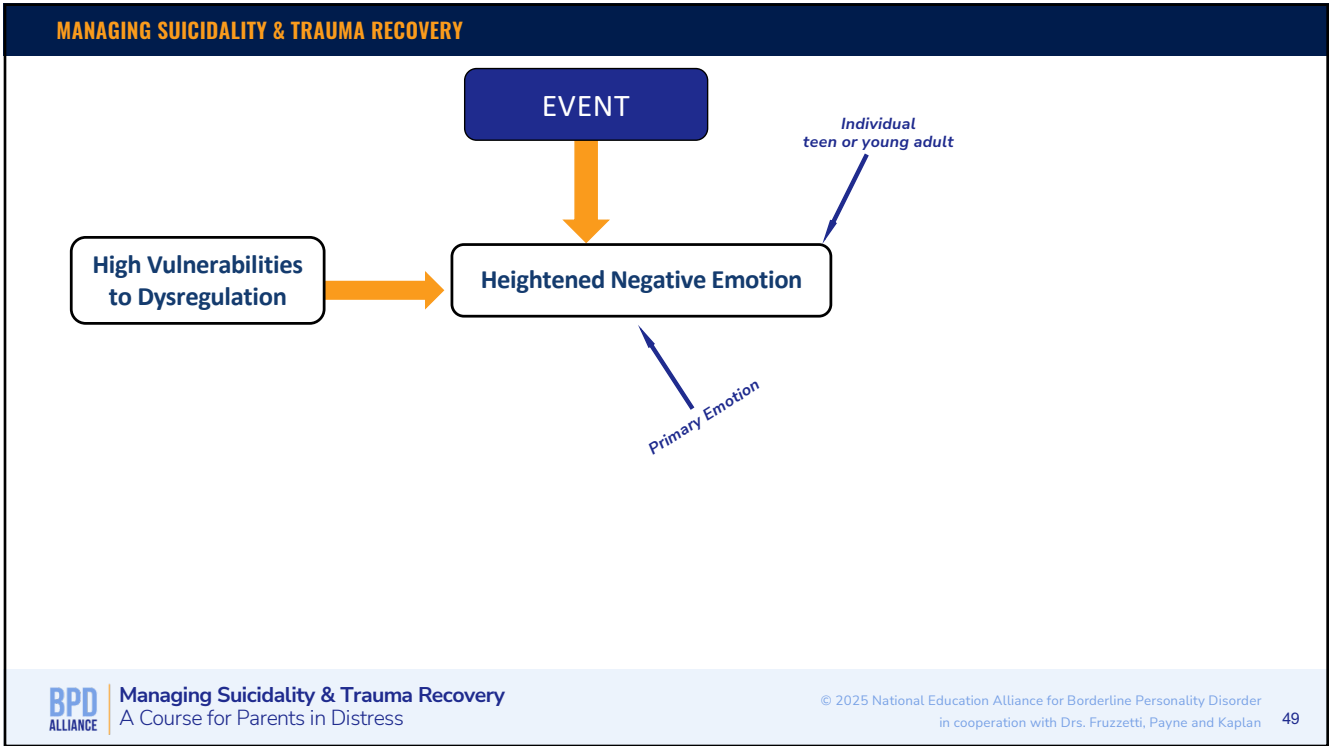 MANAGING SUICIDALITY & TRAUMA RECOVERY
EVENT
Individual
teen or young adult
High Vulnerabilities
to Dysregulation
Heightened Negative Emotion
Primary Emotion
BPD
ALLIANCE
Managing Suicidality & Trauma Recovery
A Course for Parents in Distress
© 2025 National Education Alliance for Borderline Personality Disorder
in cooperation with Drs. Fruzzetti, Payne and Kaplan
49